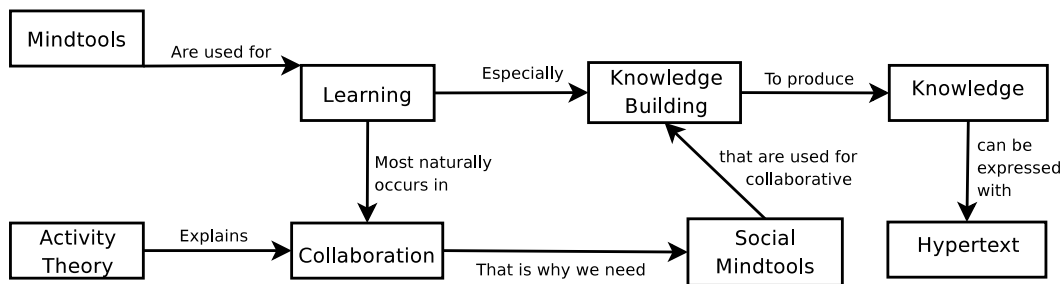 Mindtools
Are used for
Learning
Especially
Knowledge
Building
To produce
Knowledge
Most naturally
occurs in
that are used for
collaborative
can be
expressed
with
Activity
Theory
Explains
Collaboration
That is why we need
Social
Mindtools
Hypertext